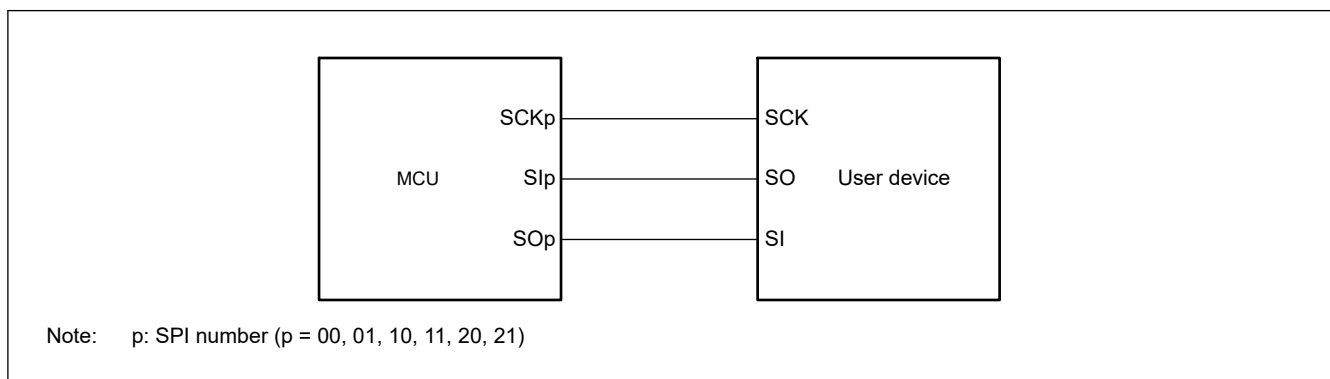 SCKp SCK
MCU SIp SO User device
SOp SI
Note: p: SPI number (p = 00, 01, 10, 11, 20, 21)